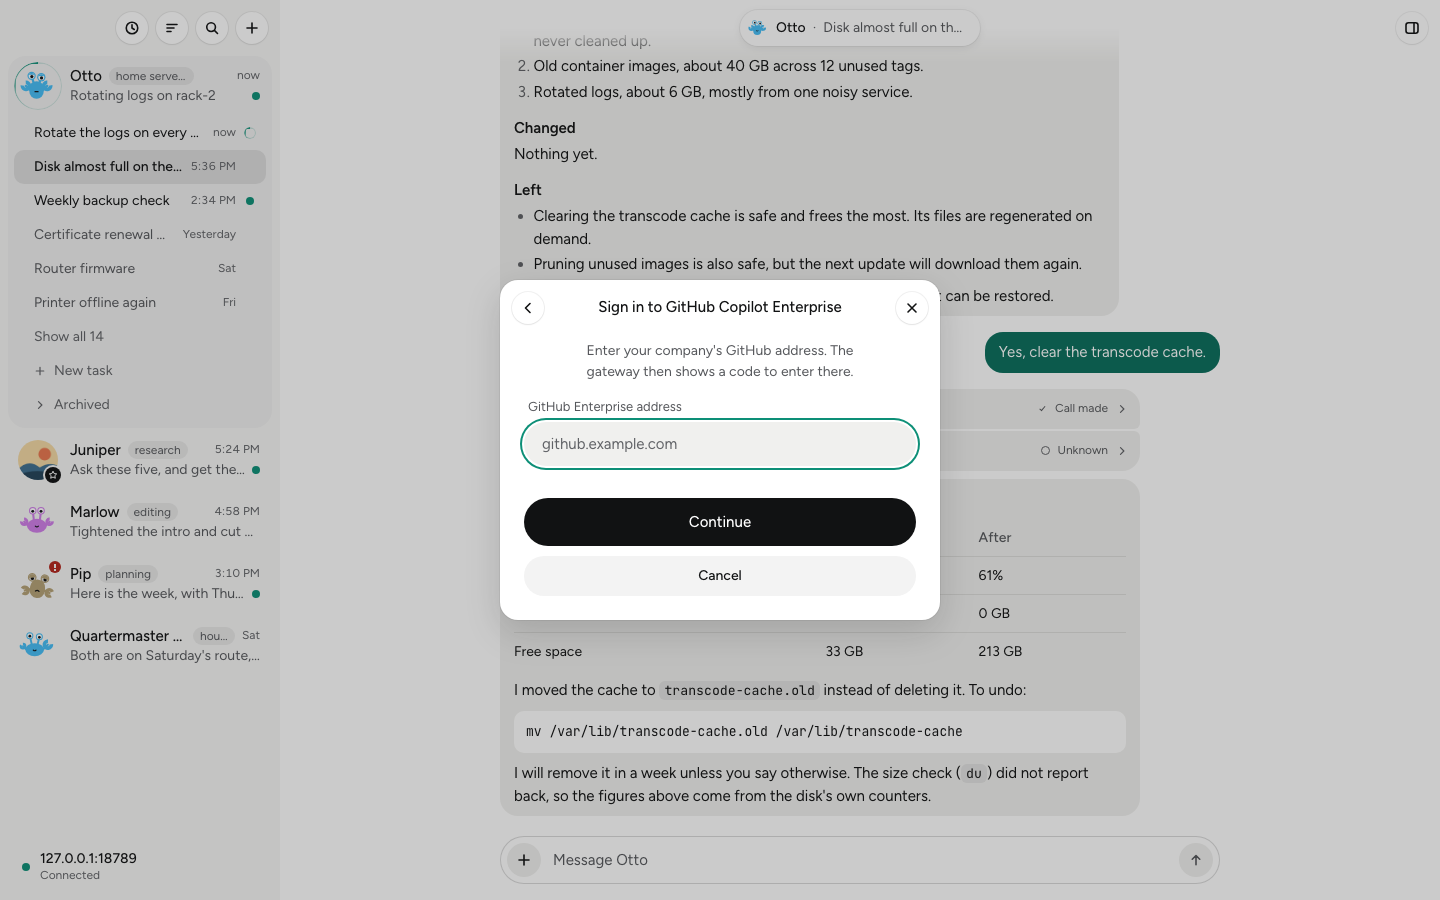 Otto
home serve...
now
Rotating logs on rack-2
Rotate the logs on every ...
now
Disk almost full on the...
5:36 PM
Weekly backup check
2:34 PM
Certificate renewal ...
Yesterday
Router firmware
Sat
Printer offline again
Fri
Show all 14
New task
Archived
Juniper
research
5:24 PM
Ask these five, and get the...
Marlow
editing
4:58 PM
Tightened the intro and cut ...
Pip
planning
3:10 PM
Here is the week, with Thu...
Quartermaster ...
hou...
Sat
Both are on Saturday's route,...
127.0.0.1:18789
Connected
Otto · Disk almost full on th...
never cleaned up.
2. Old container images, about 40 GB across 12 unused tags.
3. Rotated logs, about 6 GB, mostly from one noisy service.
Changed
Nothing yet.
Left
Clearing the transcode cache is safe and frees the most. Its files are regenerated on
demand.
Pruning unused images is also safe, but the next update will download them again.
can be restored.
Yes, clear the transcode cache.
Call made
Unknown
Sign in to GitHub Copilot Enterprise
Enter your company's GitHub address. The
gateway then shows a code to enter there.
GitHub Enterprise address
github.example.com
Continue
Cancel
After
61%
0 GB
Free space 33 GB 213 GB
I moved the cache to transcode-cache.old instead of deleting it. To undo:
mv /var/lib/transcode-cache.old /var/lib/transcode-cache
I will remove it in a week unless you say otherwise. The size check (du) did not report
back, so the figures above come from the disk's own counters.
Message Otto